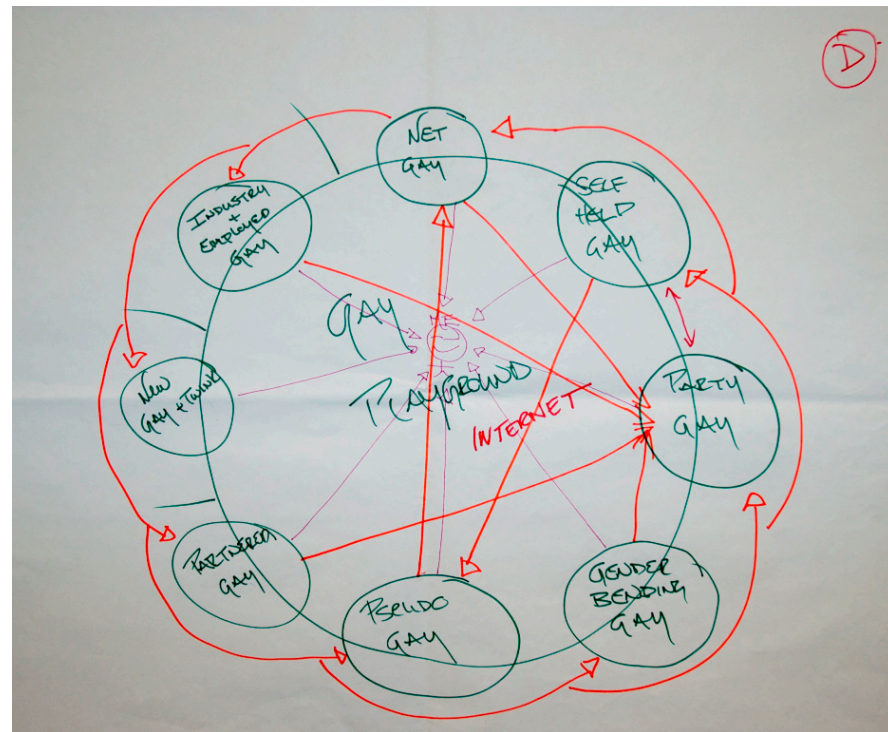 D
NET
GAY
SELF
HELP
GAY
INDUSTRY
+
EMPLOYED
GAY
GAY
PLAYGROUND
INTERNET
NEW
GAY + TWINK
PARTY
GAY
PARTNERED
GAY
PSEUDO
GAY
GENDER
BENDING
GAY